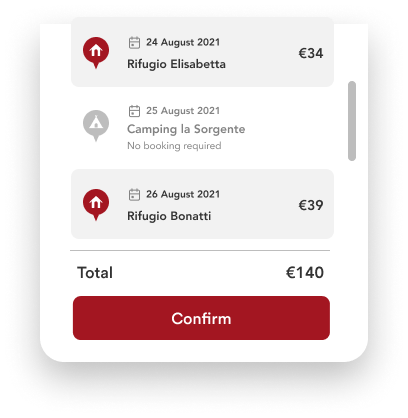 24 August 2021
Rifugio Elisabetta
€34
25 August 2021
Camping la Sorgente
No booking required
26 August 2021
Rifugio Bonatti
€39
Total €140
Confirm